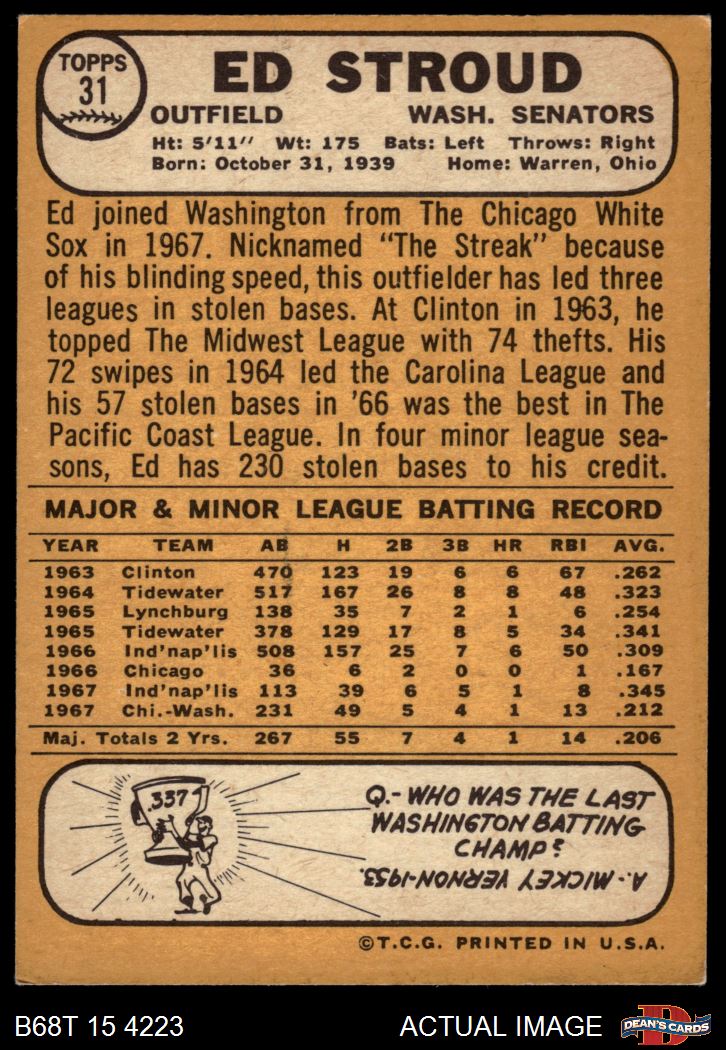 TOPPS
31
ED STROUD
OUTFIELD WASH. SENATORS
Ht: 5'11" Wt: 175 Bats: Left Throws: Right
Born: October 31, 1939 Home: Warren, Ohio
Ed joined Washington from The Chicago White
Sox in 1967. Nicknamed "The Streak" because
of his blinding speed, this outfielder has led three
leagues in stolen bases. At Clinton in 1963, he
topped The Midwest League with 74 thefts. His
72 swipes in 1964 led the Carolina League and
his 57 stolen bases in '66 was the best in The
Pacific Coast League. In four minor league sea-
sons, Ed has 230 stolen bases to his credit.
MAJOR & MINOR LEAGUE BATTING RECORD
YEAR TEAM AB H 2B 3B HR RBI AVG.
1963 Clinton 470 123 19 6 6 67 .262
1964 Tidewater 517 167 26 8 8 48 .323
1965 Lynchburg 138 35 7 2 1 6 .254
1965 Tidewater 378 129 17 8 5 34 .341
1966 Ind'nap'lis 508 157 25 7 6 50 .309
1966 Chicago 36 6 2 0 0 1 .167
1967 Ind'nap'lis 113 39 6 5 1 8 .345
1967 Chi.-Wash. 231 49 5 4 1 13 .212
Maj. Totals 2 Yrs. 267 55 7 4 1 14 .206
.337
Q.- WHO WAS THE LAST
WASHINGTON BATTING
CHAMP?
A.- MICKEY VERNON-1953.
©T.C.G. PRINTED IN U.S.A.
B68T 15 4223 ACTUAL IMAGE
D
DEAN'S CARDS